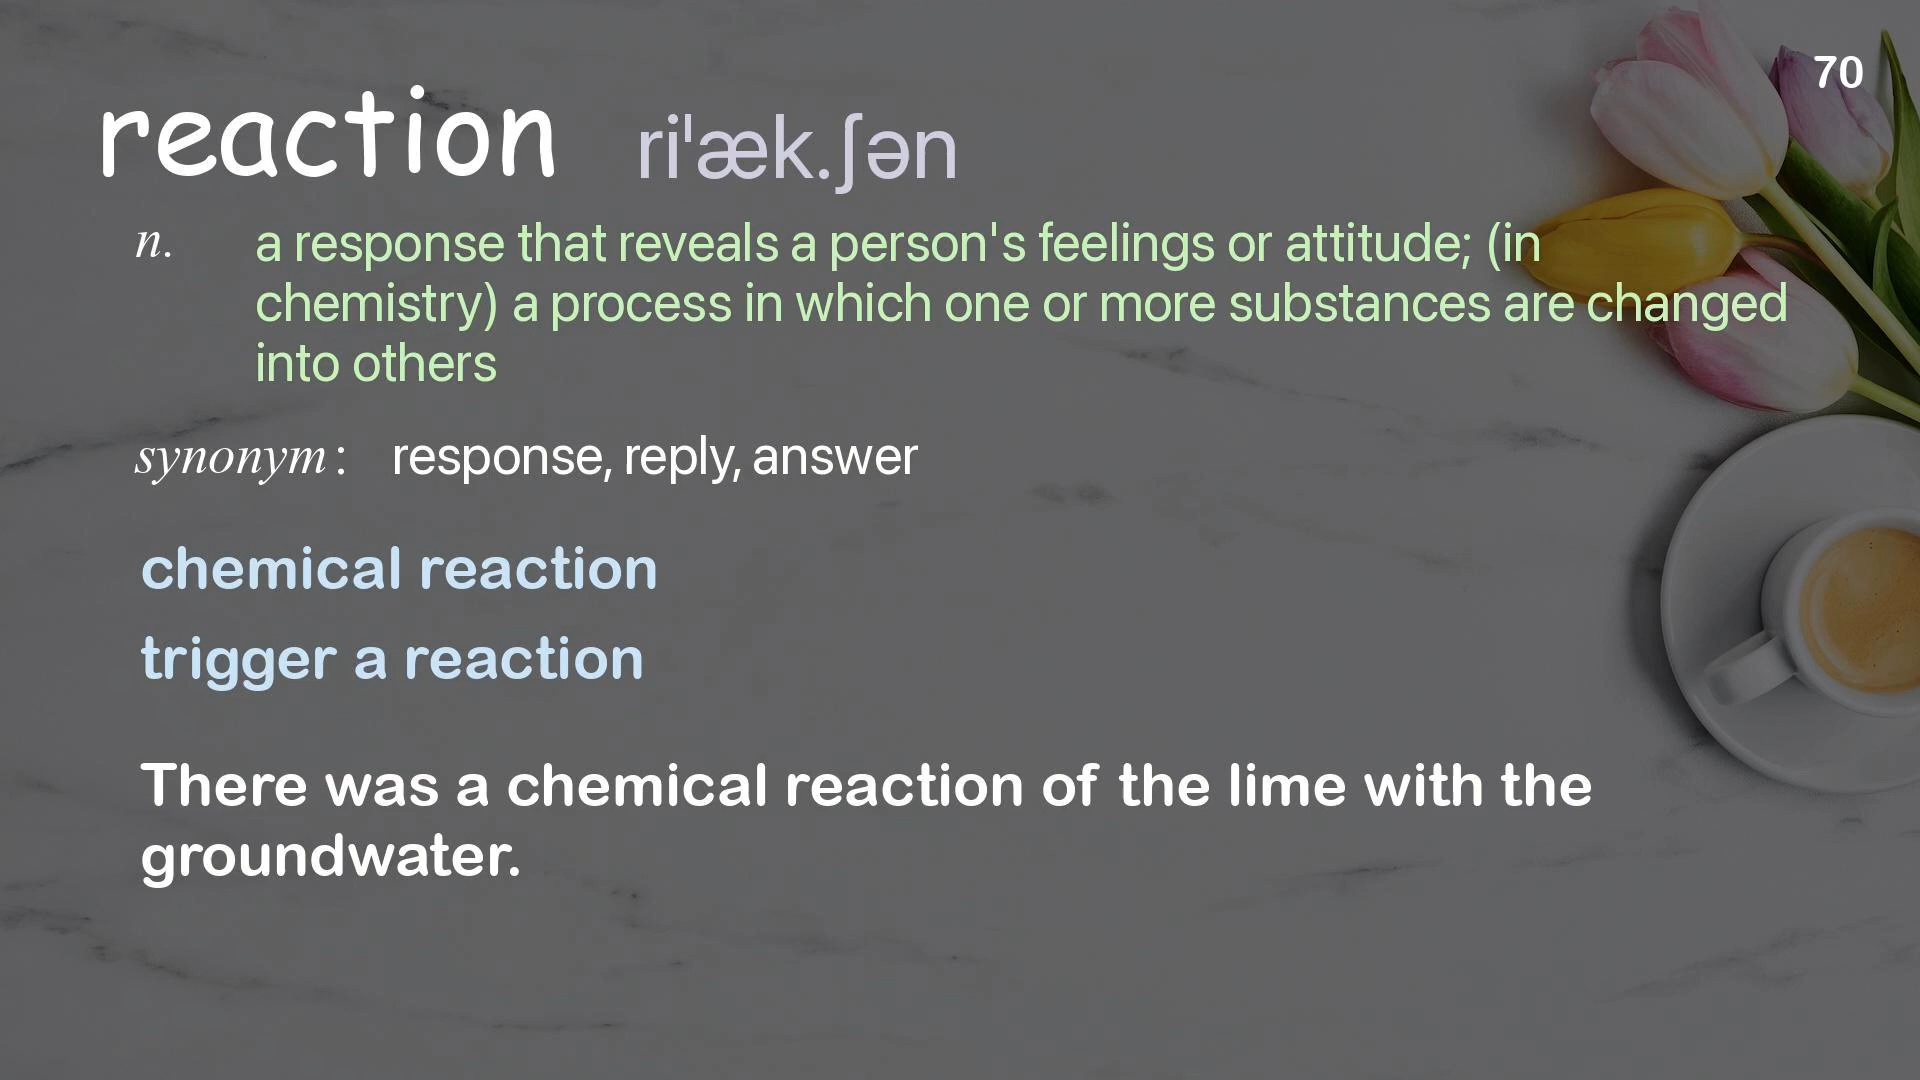 70
reaction riˈæk.ʃən
n. a response that reveals a person's feelings or attitude; (in
chemistry) a process in which one or more substances are changed
into others
synonym: response, reply, answer
chemical reaction
trigger a reaction
There was a chemical reaction of the lime with the
groundwater.